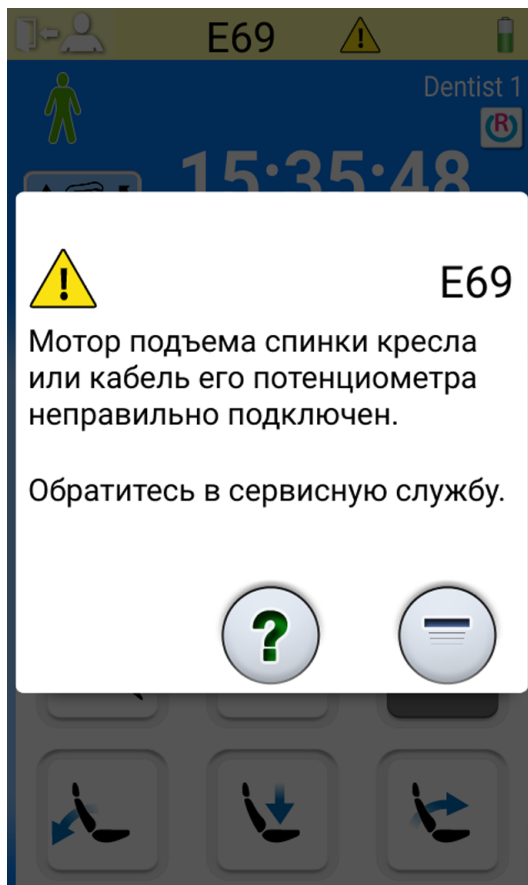 E69
Dentist 1
R
15:35:48
E69
Мотор подъема спинки кресла
или кабель его потенциометра
неправильно подключен.
Обратитесь в сервисную службу.
?